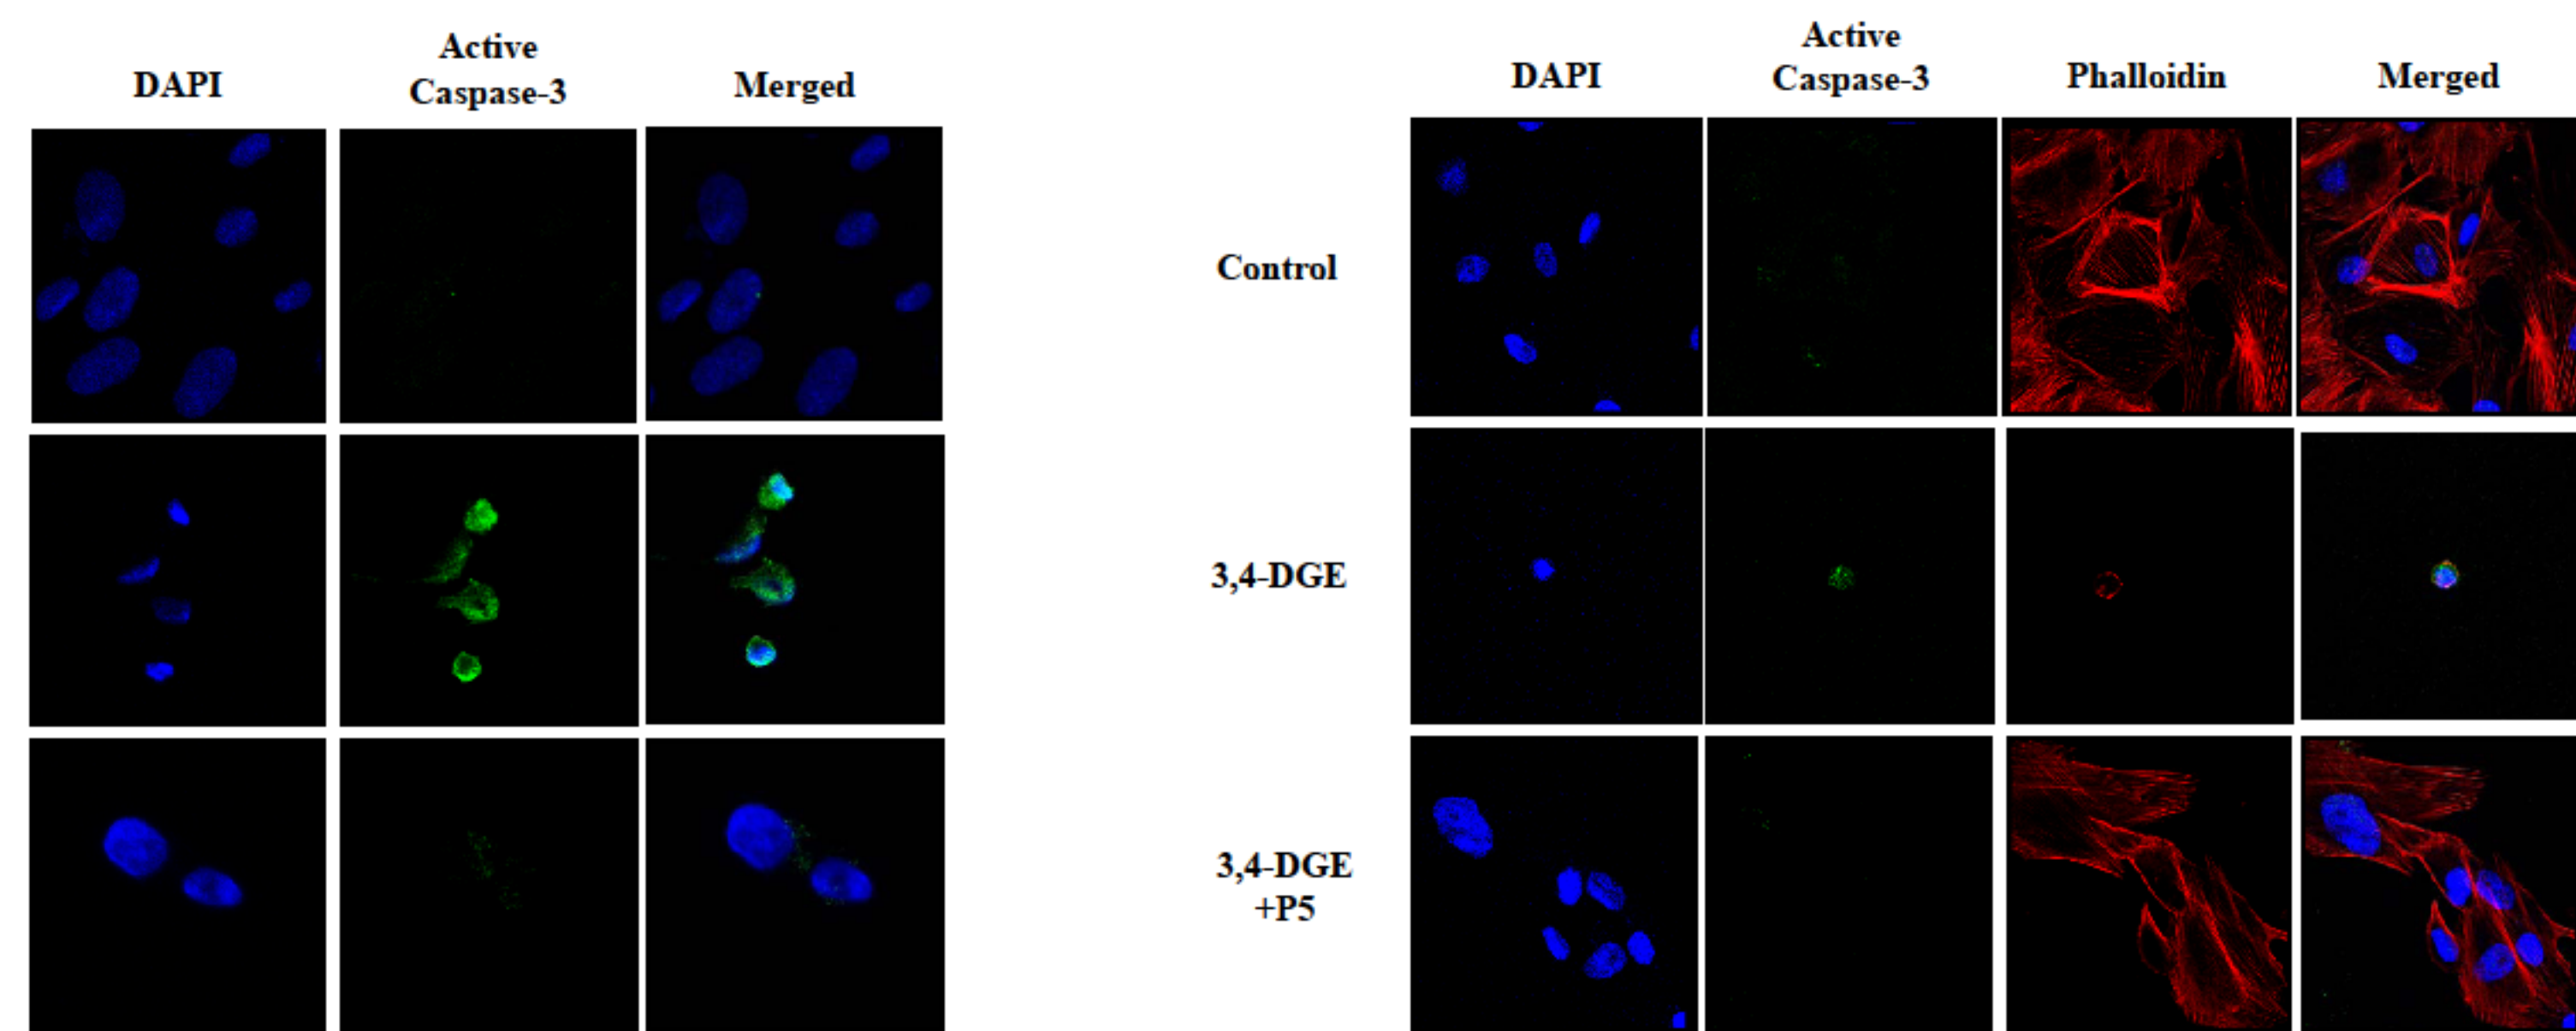 DAPI
Active
Caspase-3
Merged
DAPI
Active
Caspase-3
Phalloidin
Merged
Control
3,4-DGE
3,4-DGE
+P5